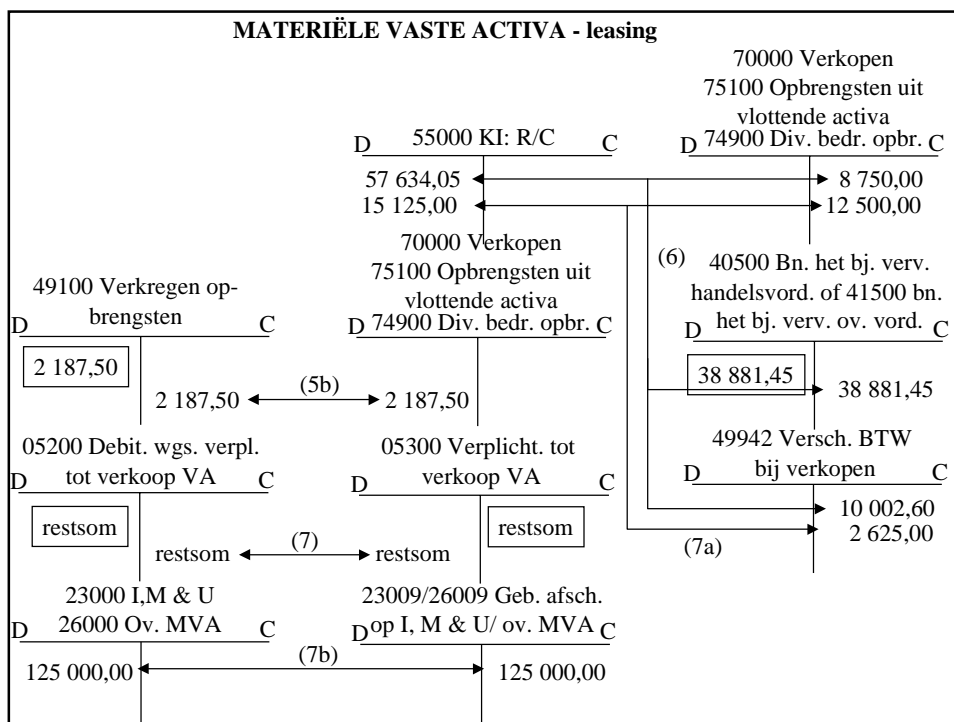 MATERIËLE VASTE ACTIVA - leasing
70000 Verkopen
75100 Opbrengsten uit
vlottende activa
D 74900 Div. bedr. opbr. C
D 55000 KI: R/C C
57 634,05
8 750,00
15 125,00
12 500,00
(6)
49100 Verkregen op-
brengsten
D C
2 187,50
2 187,50
(5b)
70000 Verkopen
75100 Opbrengsten uit
vlottende activa
D 74900 Div. bedr. opbr. C
2 187,50
40500 Bn. het bj. verv.
handelsvord. of 41500 bn.
het bj. verv. ov. vord.
D C
38 881,45
38 881,45
05200 Debit. wgs. verpl.
tot verkoop VA
D C
restsom
restsom
(7)
05300 Verplicht. tot
verkoop VA
D C
restsom
restsom
49942 Versch. BTW
bij verkopen
D C
10 002,60
2 625,00
(7a)
23000 I,M & U
26000 Ov. MVA
D C
125 000,00
(7b)
23009/26009 Geb. afsch.
op I, M & U/ ov. MVA
D C
125 000,00